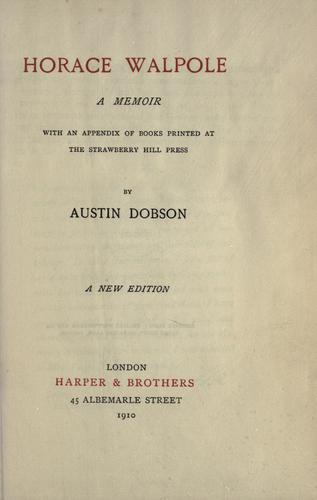 HORACE WALPOLE
A MEMOIR
WITH AN APPENDIX OF BOOKS PRINTED AT
THE STRAWBERRY HILL PRESS
BY
AUSTIN DOBSON
A NEW EDITION
LONDON
HARPER & BROTHERS
45 ALBEMARLE STREET
1910